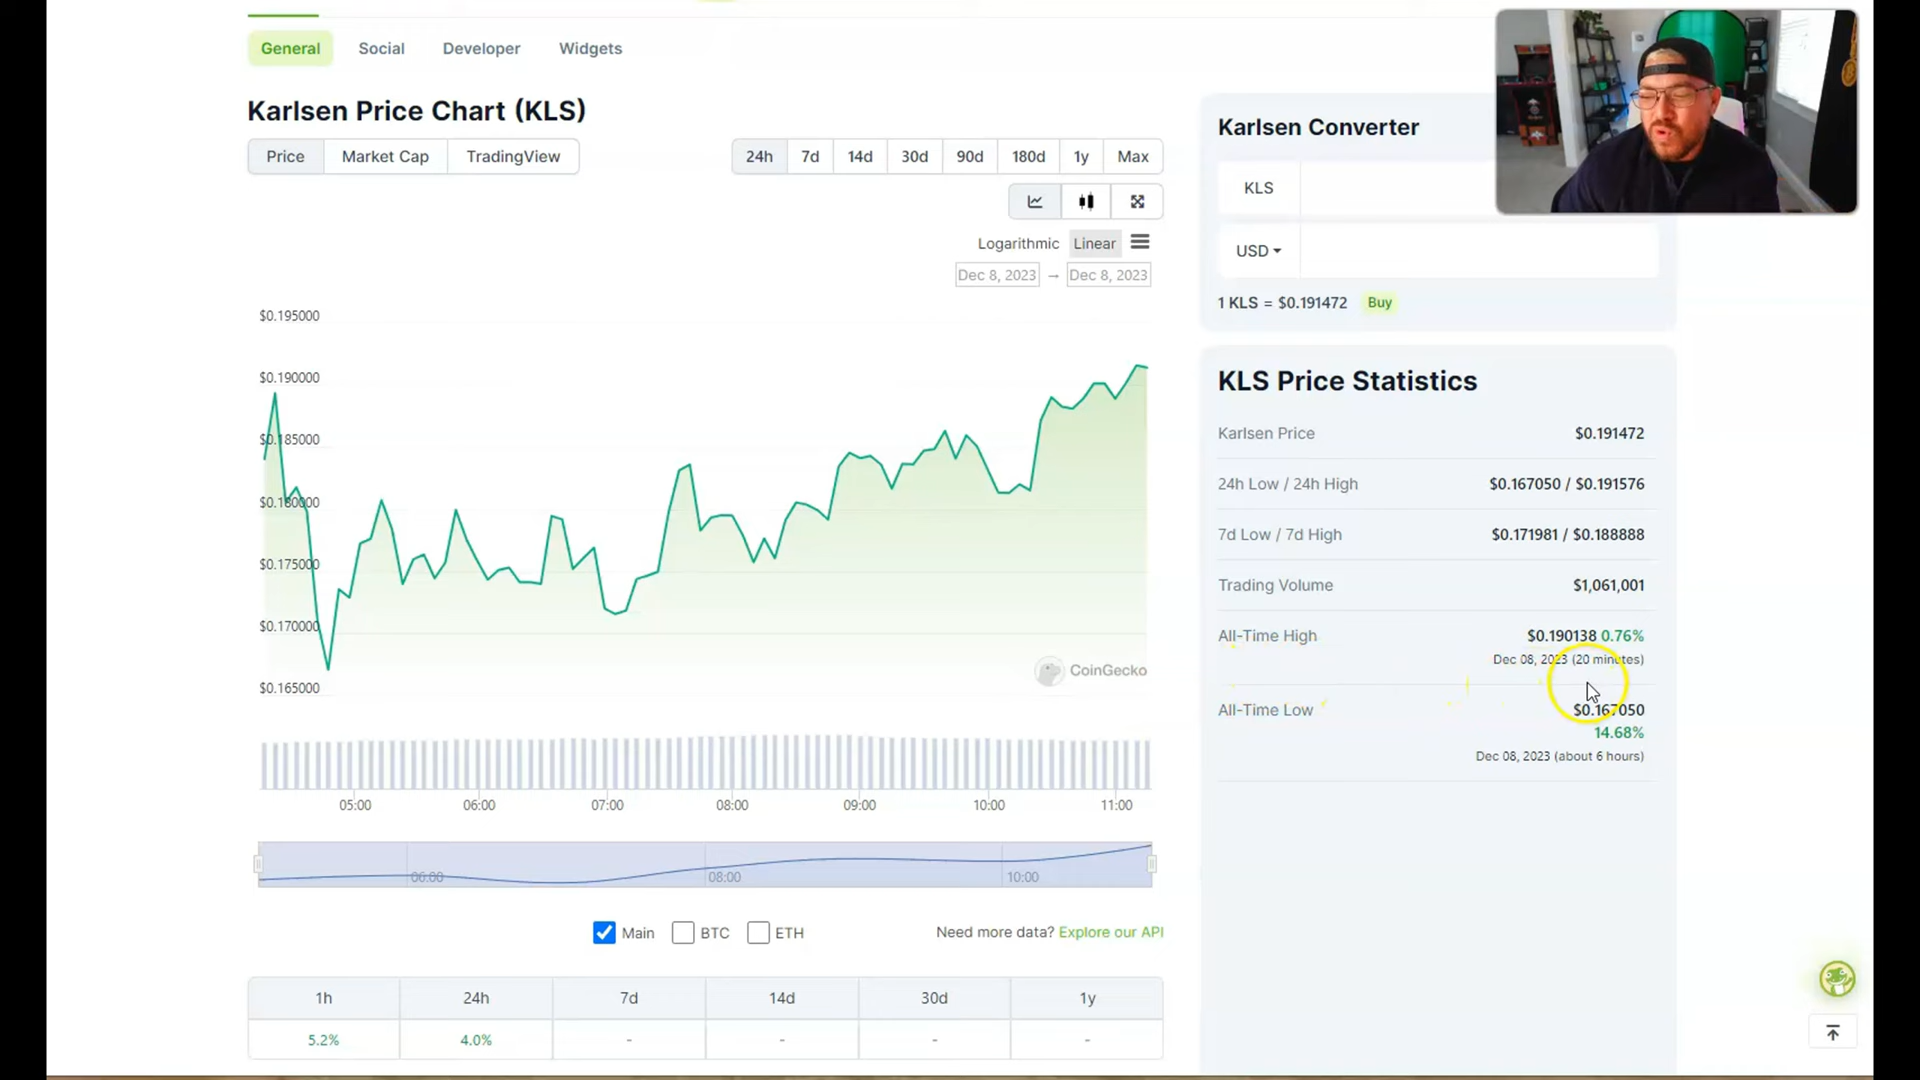 General Social Developer Widgets
Karlsen Price Chart (KLS)
Price Market Cap TradingView
24h 7d 14d 30d 90d 180d 1y Max
Logarithmic Linear
Dec 8, 2023 → Dec 8, 2023
$0.195000
$0.190000
$0.185000
$0.180000
$0.175000
$0.170000
$0.165000
CoinGecko
05:00 06:00 07:00 08:00 09:00 10:00 11:00
06:00 08:00 10:00
Main BTC ETH
Need more data? Explore our API
1h 24h 7d 14d 30d 1y
5.2% 4.0% - - - -
Karlsen Converter
KLS
USD
1 KLS = $0.191472 Buy
KLS Price Statistics
Karlsen Price $0.191472
24h Low / 24h High $0.167050 / $0.191576
7d Low / 7d High $0.171981 / $0.188888
Trading Volume $1,061,001
All-Time High $0.190138 0.76%
Dec 08, 2023 (20 minutes)
All-Time Low $0.167050
14.68%
Dec 08, 2023 (about 6 hours)